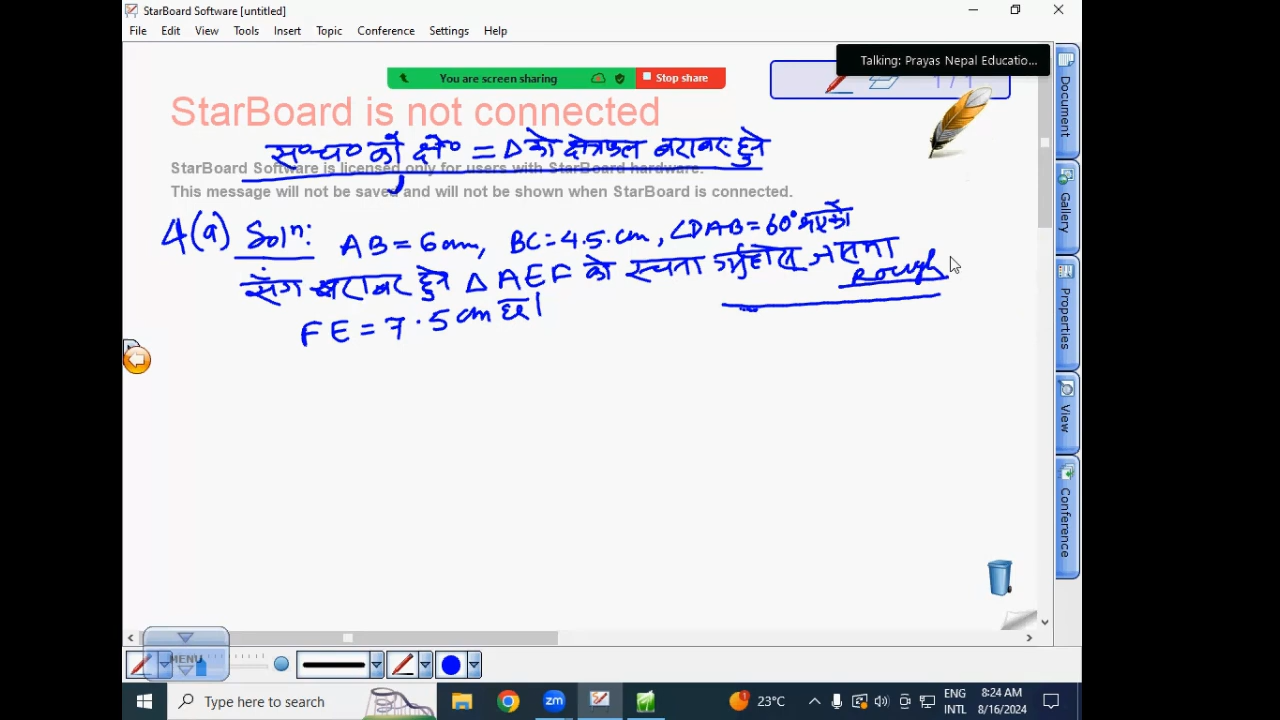 StarBoard Software [untitled]
File Edit View Tools Insert Topic Conference Settings Help
Talking: Prayas Nepal Educatio...
You are screen sharing Stop share
1/1
StarBoard is not connected
स०च० को क्षे० = Δ को क्षेत्रफल बराबर हुने
StarBoard Software is licensed only for users with StarBoard hardware.
This message will not be saved and will not be shown when StarBoard is connected.
4(a) Solⁿ: AB = 6cm, BC = 4.5.cm, ∠DAB = 60° भएको
संग बराबर हुने Δ AEF को रचना गर्नुहोस् जसमा
Rough
FE = 7.5 cm छ।
Document
Gallery
Properties
View
Conference
MENU
Type here to search
23°C
ENG
INTL
8:24 AM
8/16/2024